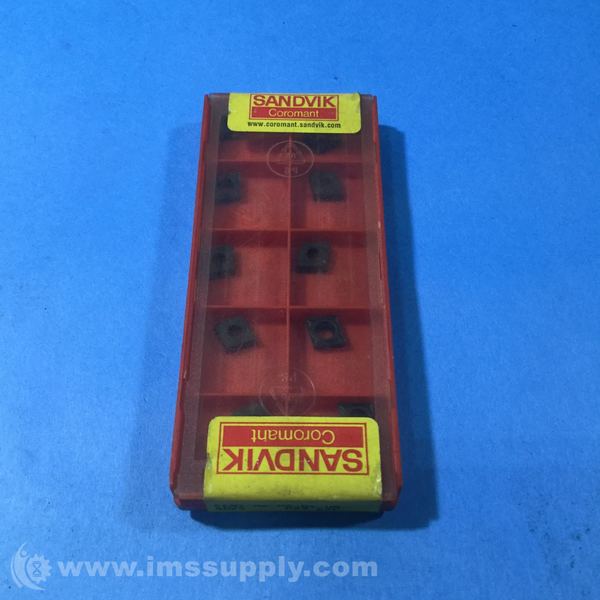 SANDVIK
Coromant
www.coromant.sandvik.com
SANDVIK
Coromant
www.imssupply.com